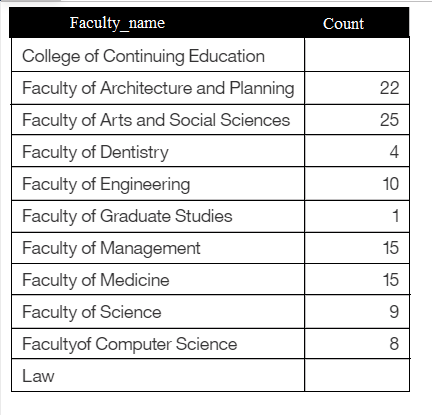 Faculty_name Count
College of Continuing Education
Faculty of Architecture and Planning 22
Faculty of Arts and Social Sciences 25
Faculty of Dentistry 4
Faculty of Engineering 10
Faculty of Graduate Studies 1
Faculty of Management 15
Faculty of Medicine 15
Faculty of Science 9
Facultyof Computer Science 8
Law